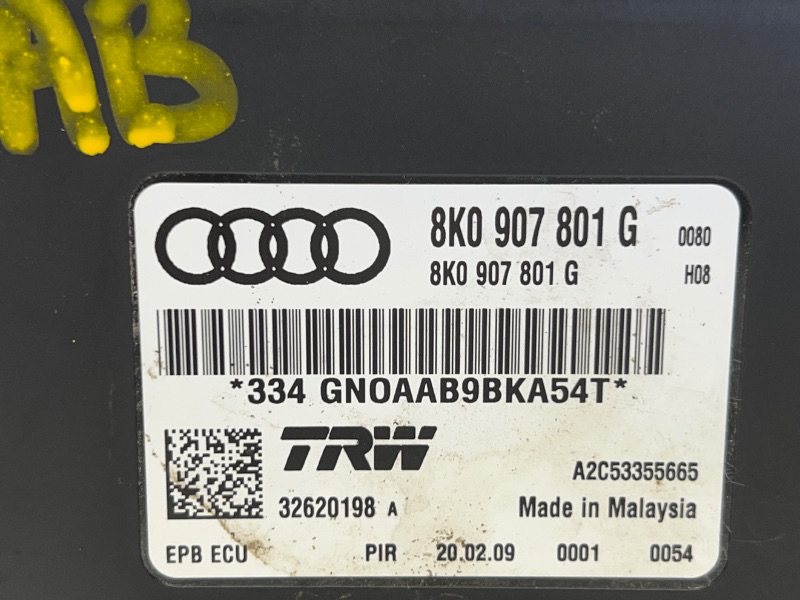 AB
8K0 907 801 G 0080
8K0 907 801 G H08
*334 GN0AAB9BKA54T*
TRW
A2C53355665
32620198 A Made in Malaysia
EPB ECU PIR 20.02.09 0001 0054